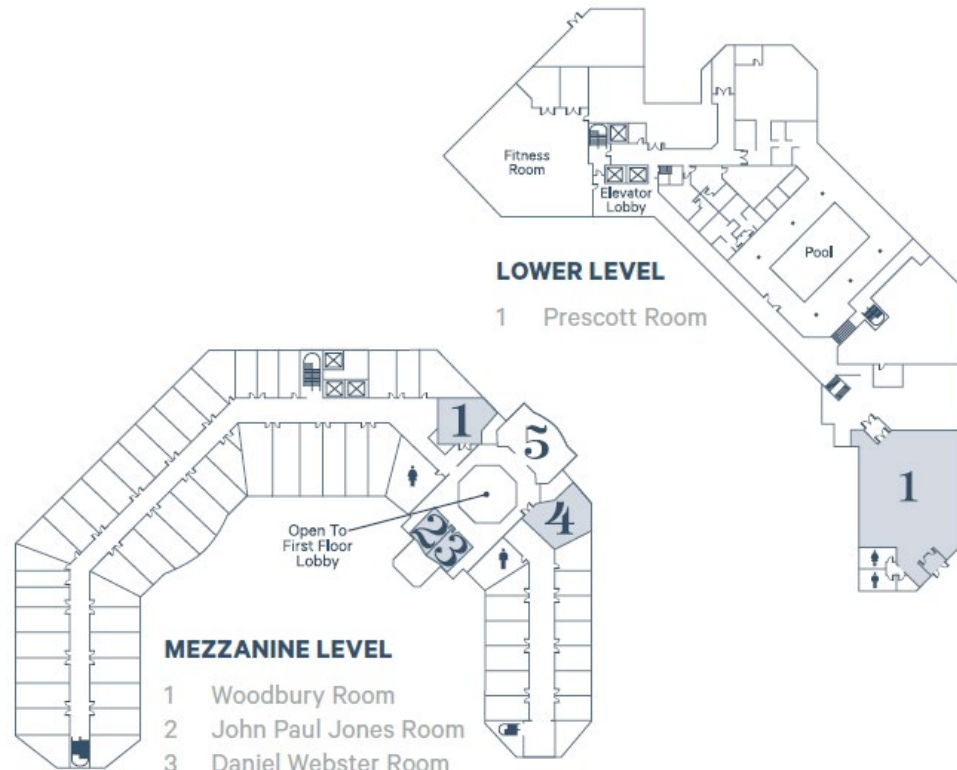 Fitness
Room
Elevator
Lobby
Pool
LOWER LEVEL
1 Prescott Room
1
1
5
4
2
3
Open To
First Floor
Lobby
MEZZANINE LEVEL
1 Woodbury Room
2 John Paul Jones Room
3 Daniel Webster Room